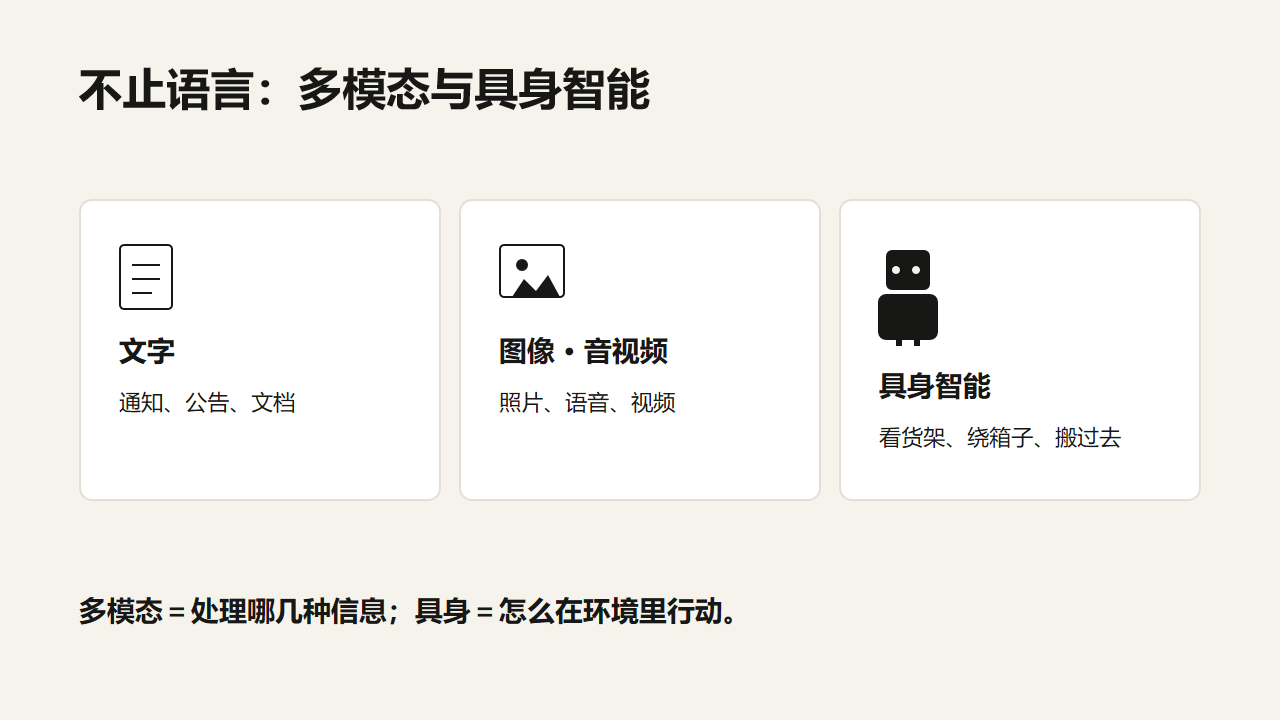 不止语言：多模态与具身智能
文字
通知、公告、文档
图像·音视频
照片、语音、视频
具身智能
看货架、绕箱子、搬过去
多模态=处理哪几种信息；具身=怎么在环境里行动。